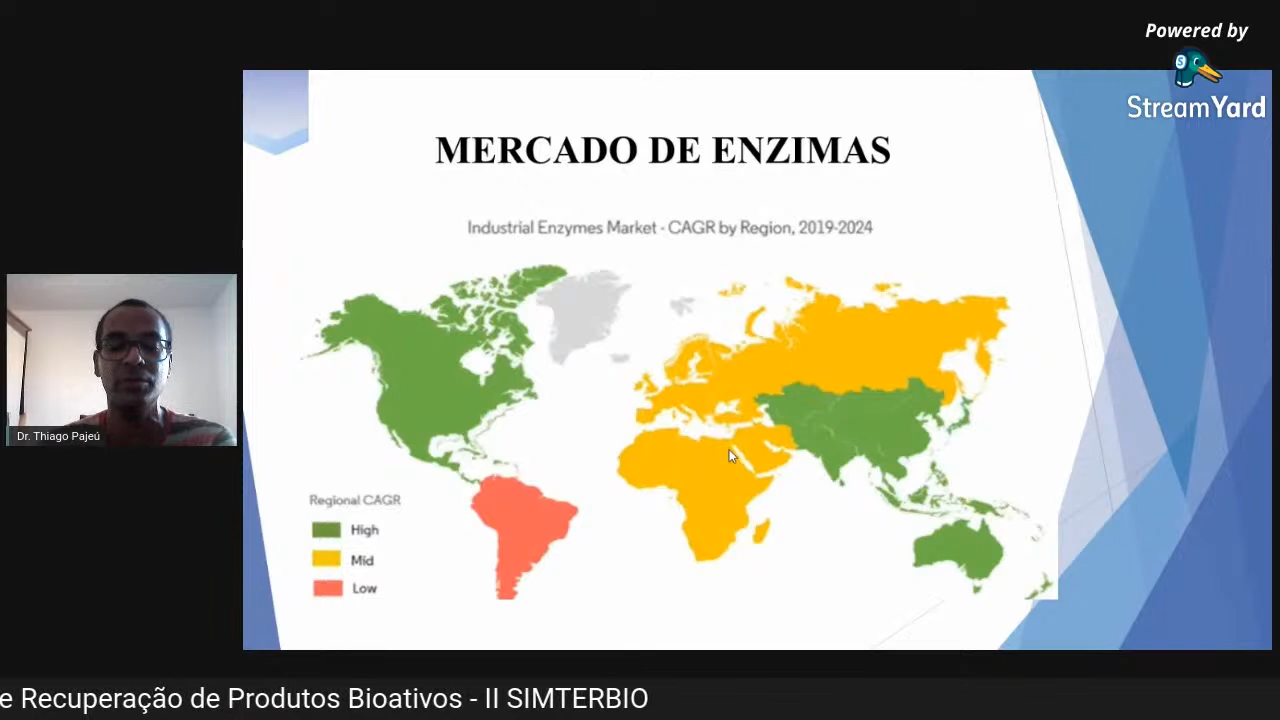 Powered by
StreamYard
MERCADO DE ENZIMAS
Industrial Enzymes Market - CAGR by Region, 2019-2024
Dr. Thiago Pajeú
Regional CAGR
High
Mid
Low
e Recuperação de Produtos Bioativos - II SIMTERBIO